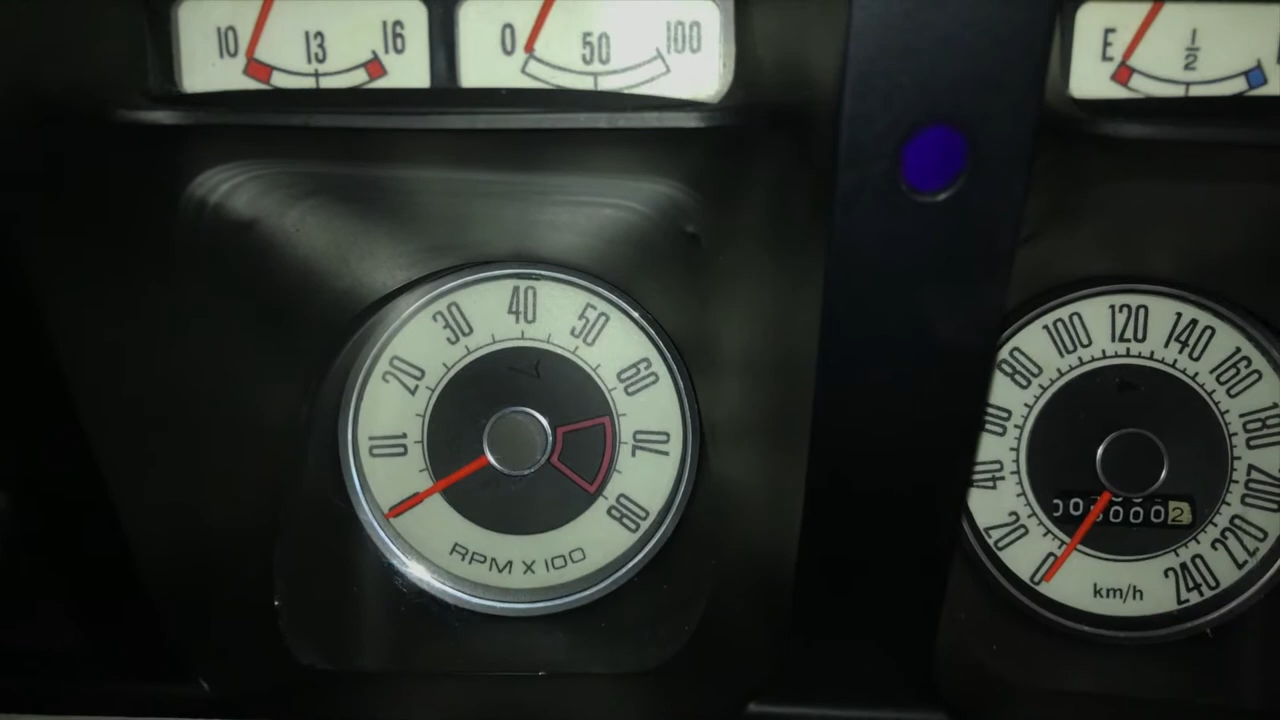 10 13 16
0 50 100
E 1/2
10 20 30 40 50 60 70 80
RPM X 100
0 20 40 60 80 100 120 140 160 180 200 220 240
km/h